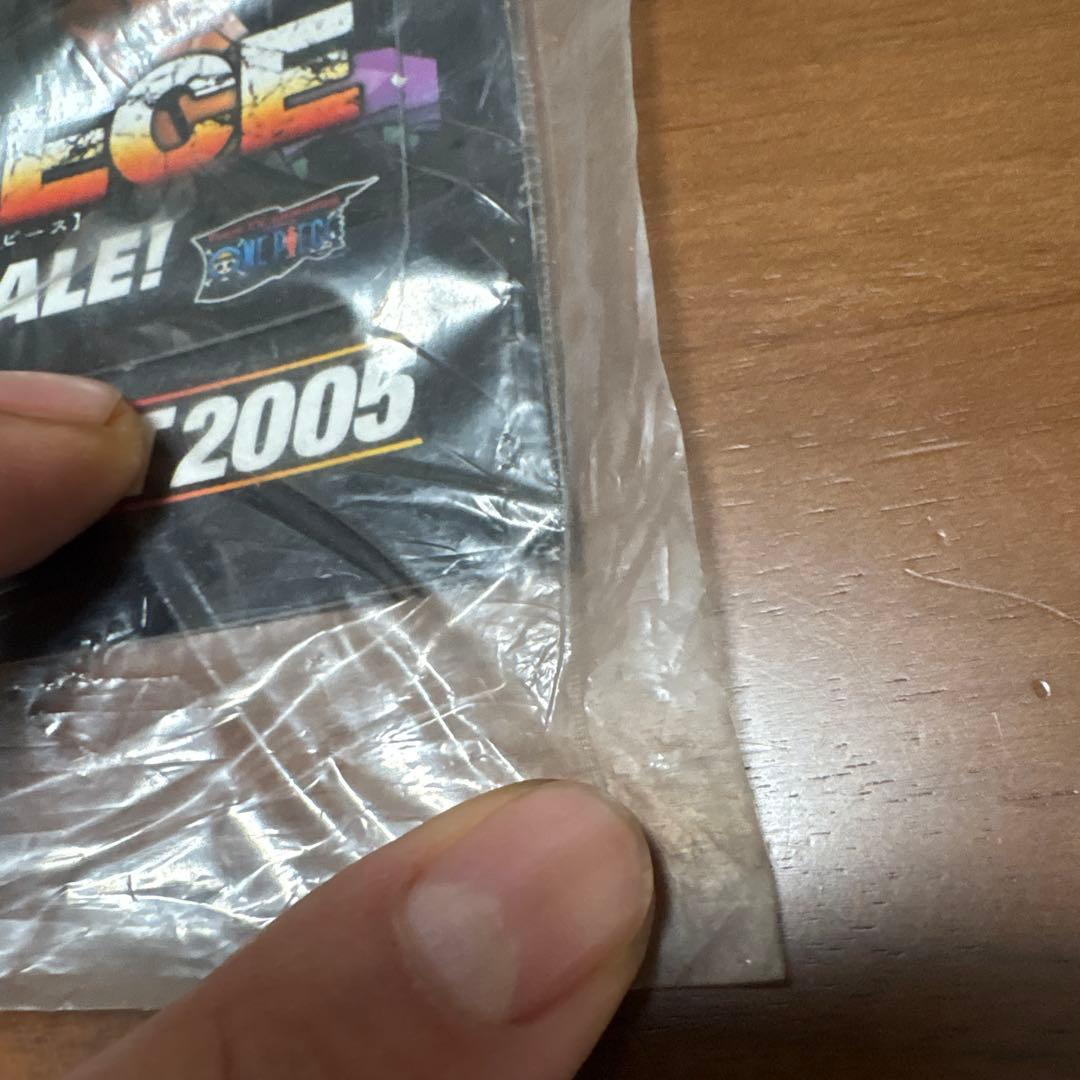 ECE
ピース】
ALE!
ONE PIECE
2005